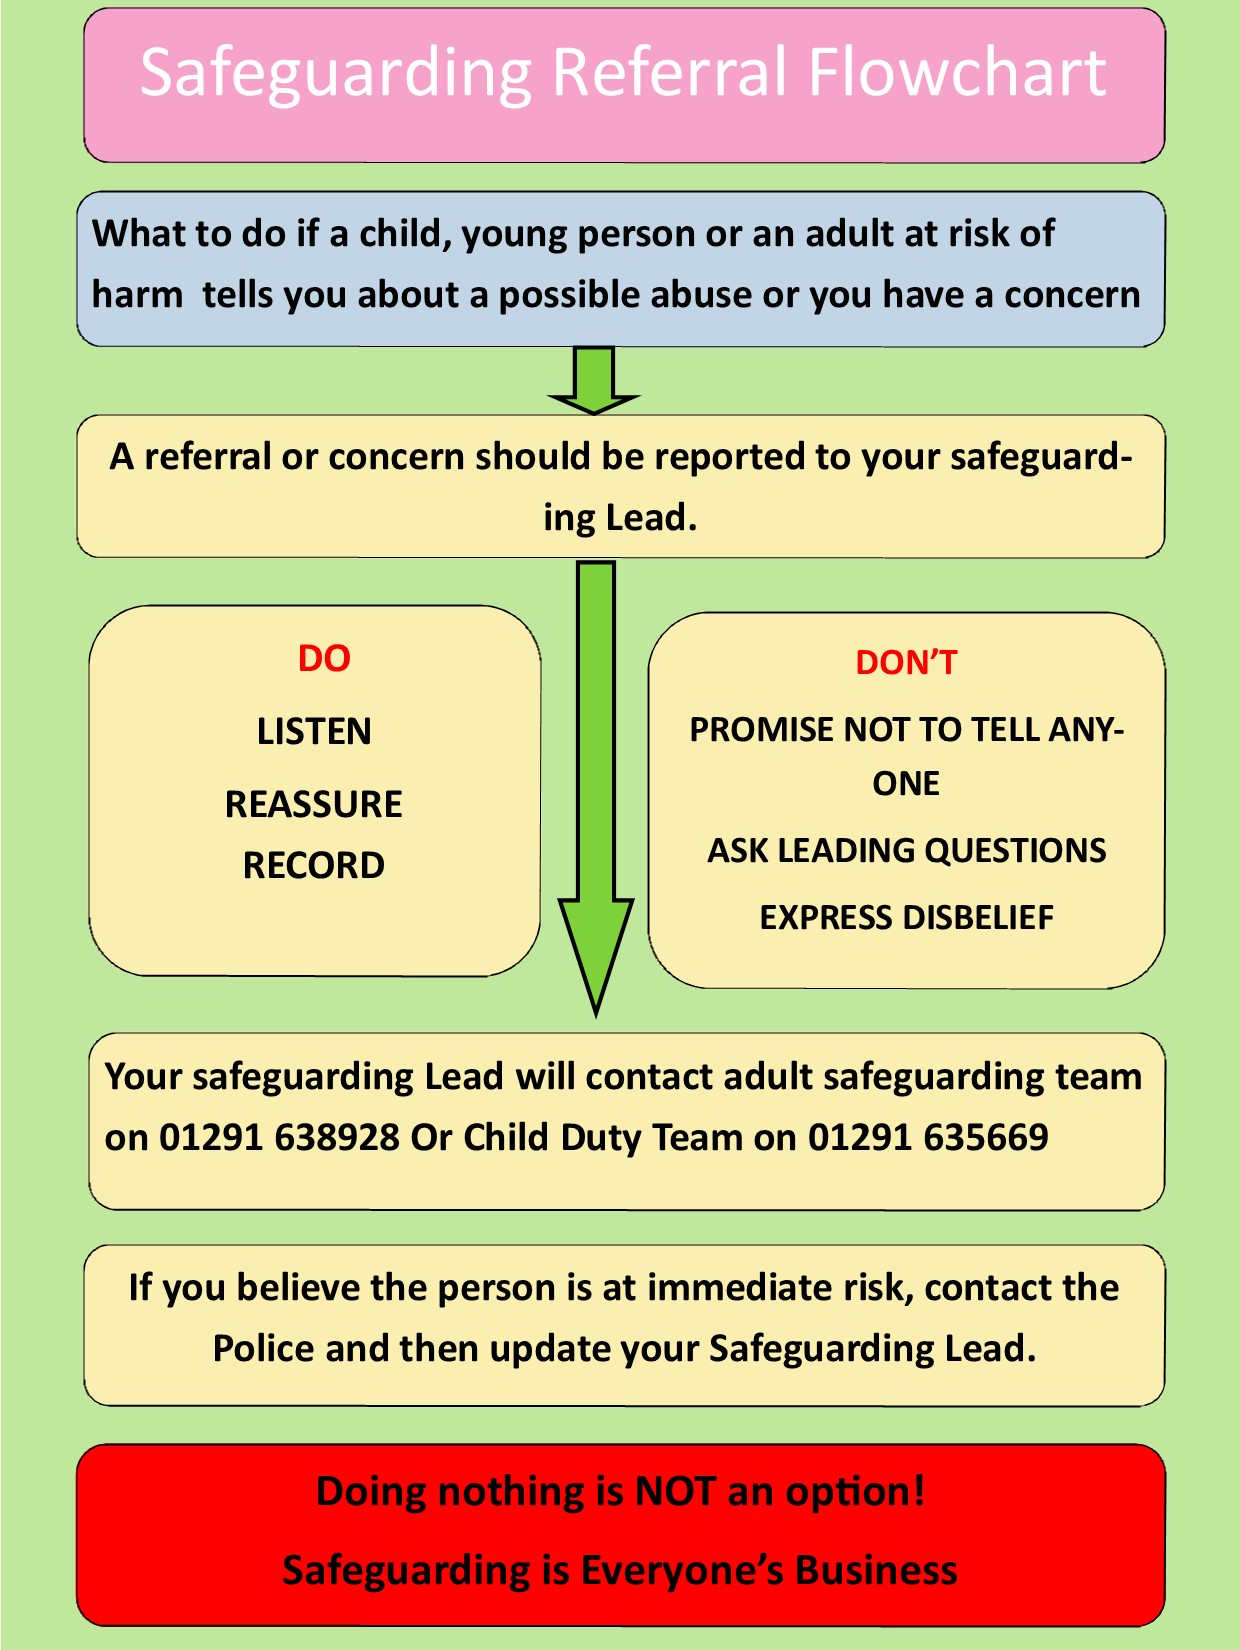 Safeguarding Referral Flowchart
What to do if a child, young person or an adult at risk of
harm  tells you about a possible abuse or you have a concern
A referral or concern should be reported to your safeguard-
ing Lead.
DO
LISTEN
REASSURE
RECORD
DON’T
PROMISE NOT TO TELL ANY-
ONE
ASK LEADING QUESTIONS
EXPRESS DISBELIEF
Your safeguarding Lead will contact adult safeguarding team
on 01291 638928 Or Child Duty Team on 01291 635669
If you believe the person is at immediate risk, contact the
Police and then update your Safeguarding Lead.
Doing nothing is NOT an option!
Safeguarding is Everyone’s Business